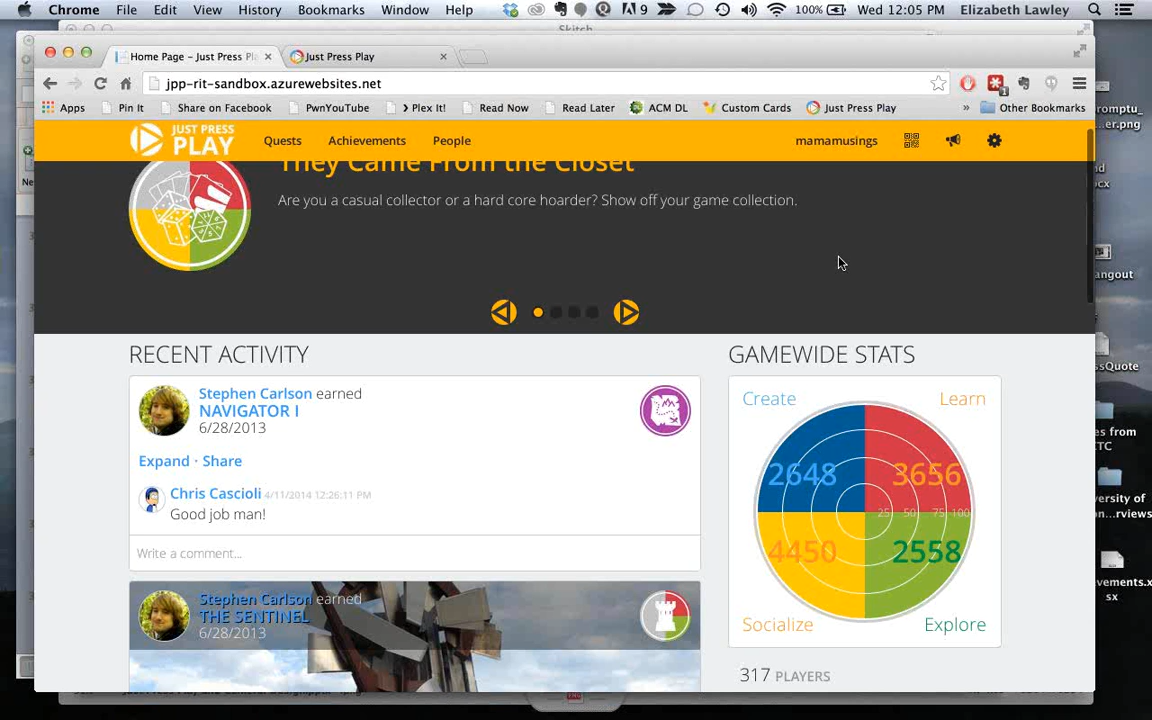 Chrome File Edit View History Bookmarks Window Help 9 100% Wed 12:05 PM Elizabeth Lawley
Skitch
Home Page - Just Press Pl
Just Press Play
jpp-rit-sandbox.azurewebsites.net
Apps Pin It Share on Facebook PwnYouTube > Plex It! Read Now Read Later ACM DL Custom Cards Just Press Play » Other Bookmarks
JUST PRESS
PLAY
Quests Achievements People mamamusings
They Came From the Closet
Are you a casual collector or a hard core hoarder? Show off your game collection.
RECENT ACTIVITY
Stephen Carlson earned
NAVIGATOR I
6/28/2013
Expand · Share
Chris Cascioli 4/11/2014 12:26:11 PM
Good job man!
Write a comment...
Stephen Carlson earned
THE SENTINEL
6/28/2013
GAMEWIDE STATS
Create Learn
2648 3656
25 50 75 100
4450 2558
Socialize Explore
317 PLAYERS